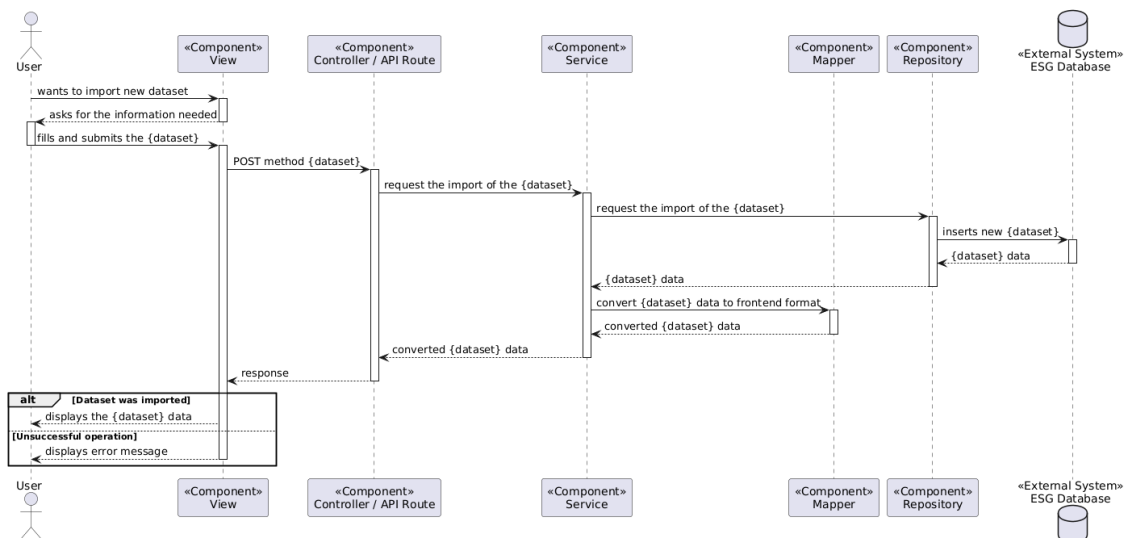 User
«Component»
View
«Component»
Controller / API Route
«Component»
Service
«Component»
Mapper
«Component»
Repository
«External System»
ESG Database
wants to import new dataset
asks for the information needed
fills and submits the {dataset}
POST method {dataset}
request the import of the {dataset}
request the import of the {dataset}
inserts new {dataset}
{dataset} data
{dataset} data
convert {dataset} data to frontend format
converted {dataset} data
converted {dataset} data
response
alt [Dataset was imported]
displays the {dataset} data
[Unsuccessful operation]
displays error message
User
«Component»
View
«Component»
Controller / API Route
«Component»
Service
«Component»
Mapper
«Component»
Repository
«External System»
ESG Database